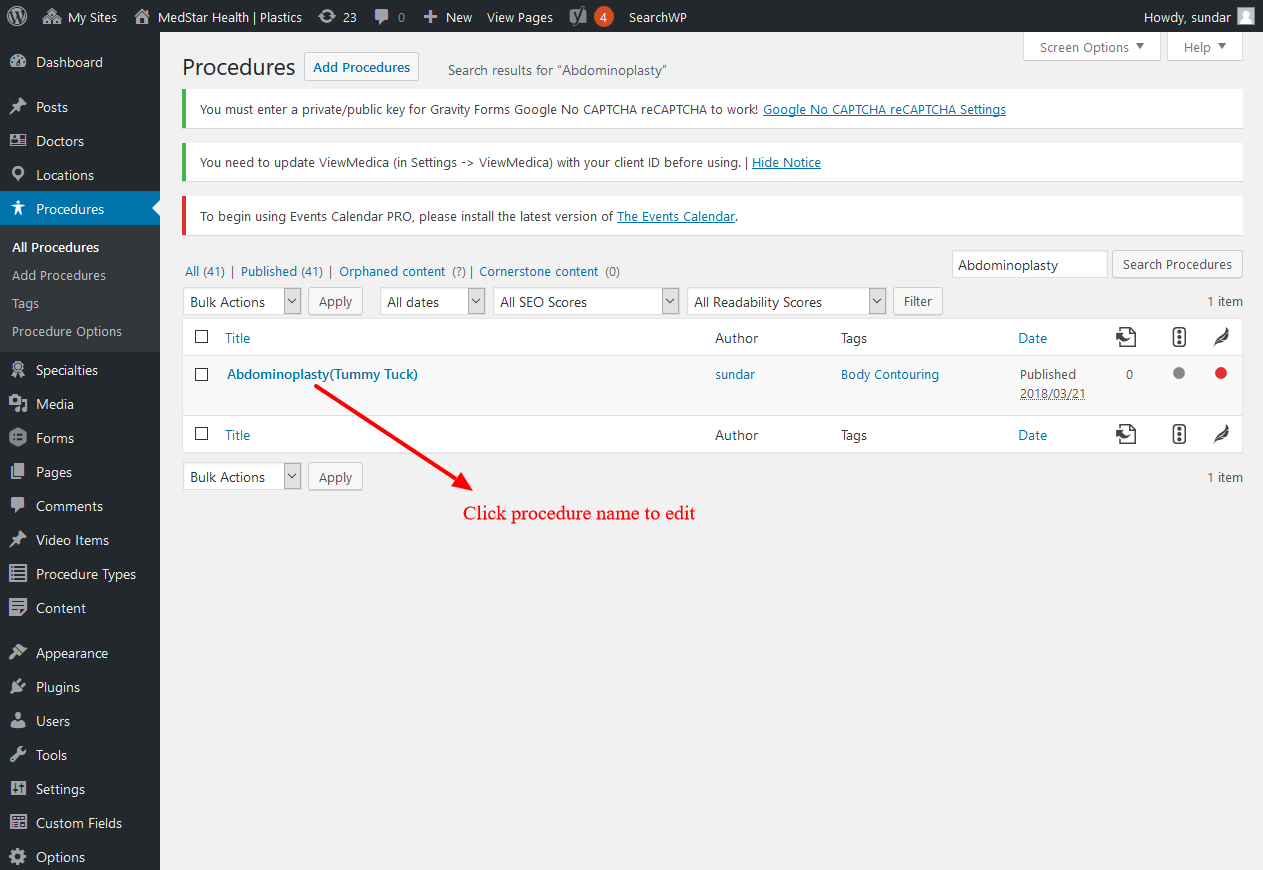 My Sites MedStar Health | Plastics 23 0 New View Pages 4 SearchWP Howdy, sundar
Screen Options Help
Dashboard
Posts
Doctors
Locations
Procedures
All Procedures
Add Procedures
Tags
Procedure Options
Specialties
Media
Forms
Pages
Comments
Video Items
Procedure Types
Content
Appearance
Plugins
Users
Tools
Settings
Custom Fields
Options
Procedures Add Procedures Search results for “Abdominoplasty”
You must enter a private/public key for Gravity Forms Google No CAPTCHA reCAPTCHA to work! Google No CAPTCHA reCAPTCHA Settings
You need to update ViewMedica (in Settings -> ViewMedica) with your client ID before using. | Hide Notice
To begin using Events Calendar PRO, please install the latest version of The Events Calendar.
All (41) | Published (41) | Orphaned content (?) | Cornerstone content (0)
Abdominoplasty Search Procedures
Bulk Actions Apply All dates All SEO Scores All Readability Scores Filter 1 item
Title Author Tags Date
Abdominoplasty(Tummy Tuck) sundar Body Contouring Published 0
2018/03/21
Title Author Tags Date
Bulk Actions Apply 1 item
Click procedure name to edit